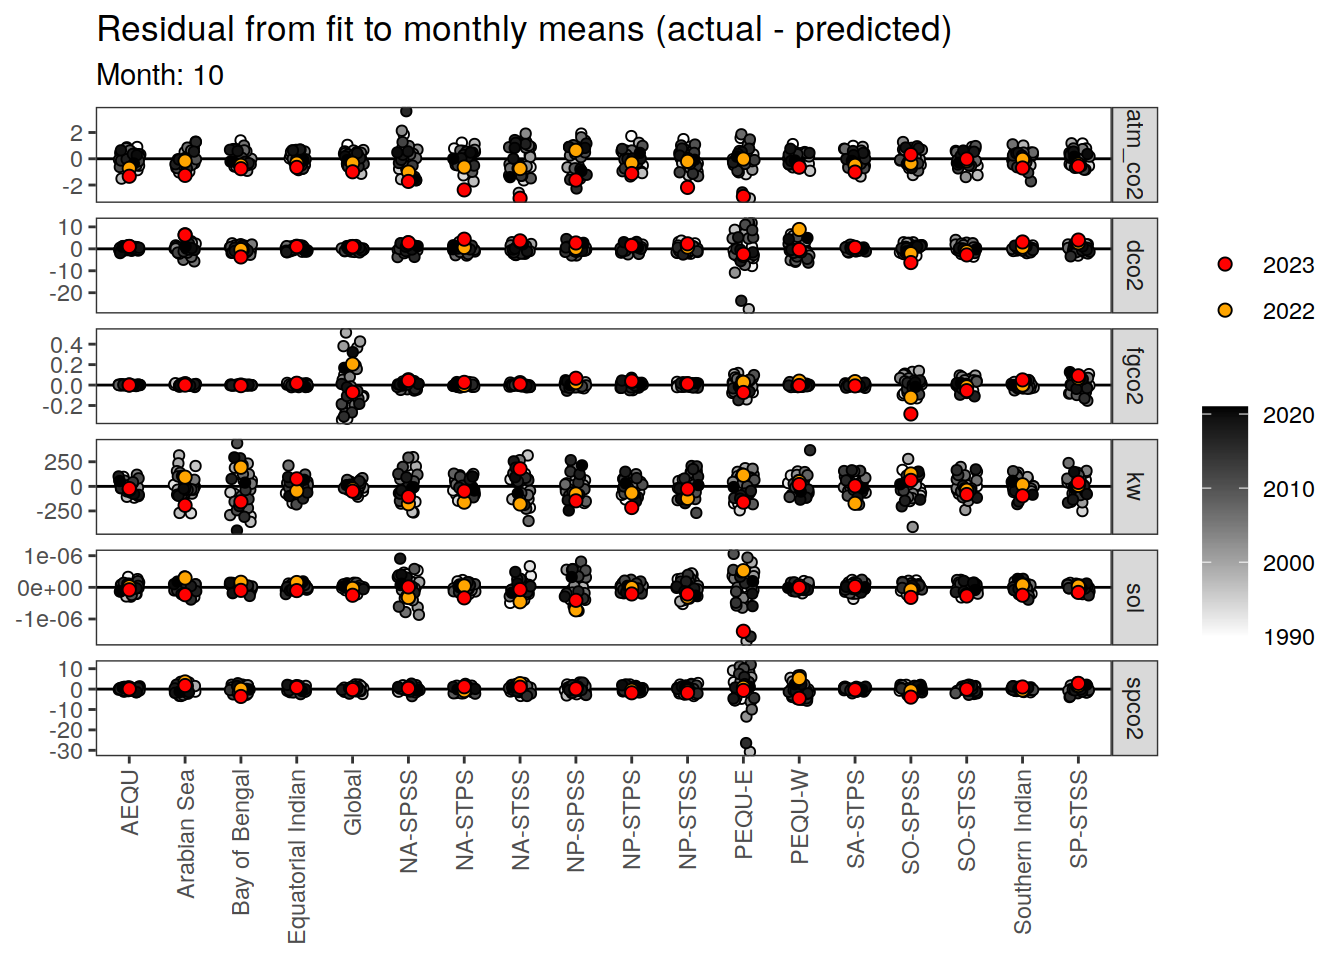 Residual from fit to monthly means (actual - predicted)
Month: 10
2
0
-2
atm_co2
10
0
-10
-20
dco2
0.4
0.2
0.0
-0.2
fgco2
250
0
-250
kw
1e-06
0e+00
-1e-06
sol
10
0
-10
-20
-30
spco2
AEQU
Arabian Sea
Bay of Bengal
Equatorial Indian
Global
NA-SPSS
NA-STPS
NA-STSS
NP-SPSS
NP-STPS
NP-STSS
PEQU-E
PEQU-W
SA-STPS
SO-SPSS
SO-STSS
Southern Indian
SP-STSS
2023
2022
2020
2010
2000
1990